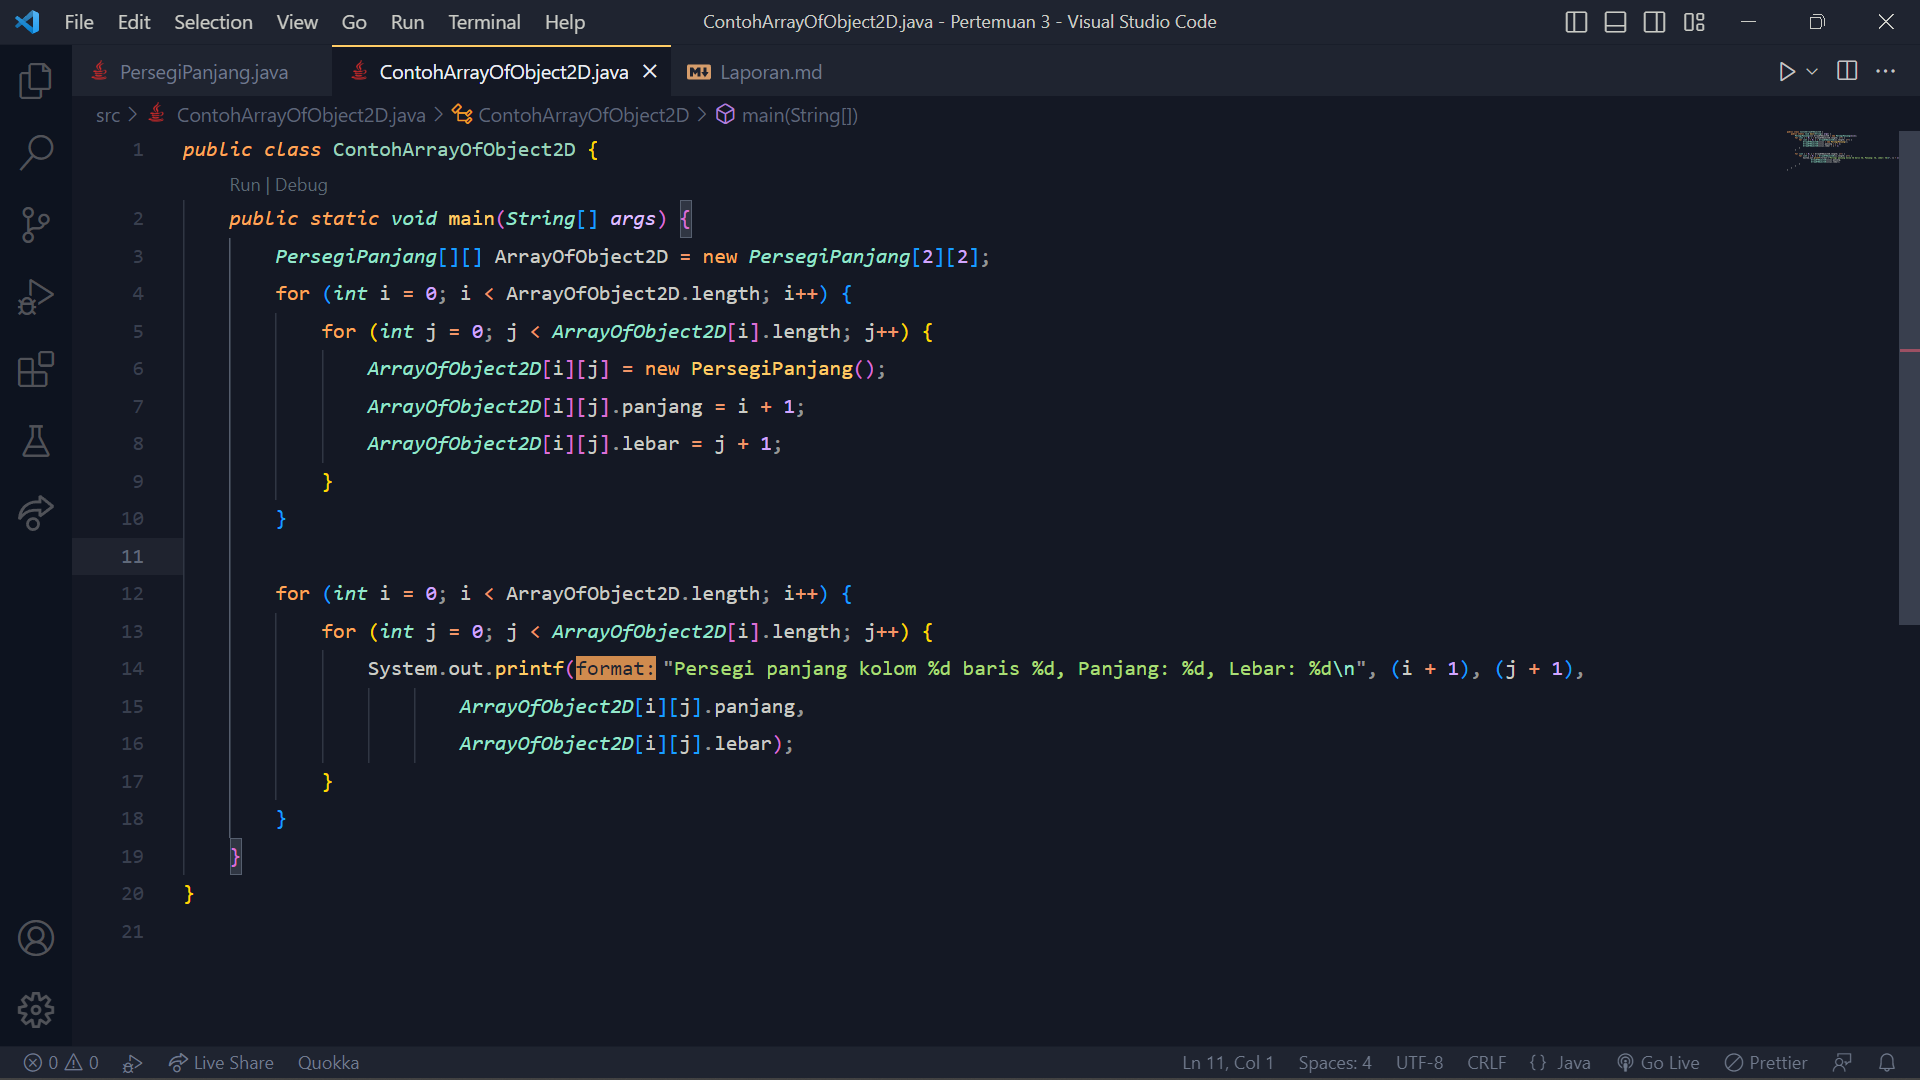 File Edit Selection View Go Run Terminal Help ContohArrayOfObject2D.java - Pertemuan 3 - Visual Studio Code
PersegiPanjang.java ContohArrayOfObject2D.java Laporan.md
src > ContohArrayOfObject2D.java > ContohArrayOfObject2D > main(String[])
1 public class ContohArrayOfObject2D {
Run | Debug
2 public static void main(String[] args) {
3 PersegiPanjang[][] ArrayOfObject2D = new PersegiPanjang[2][2];
4 for (int i = 0; i < ArrayOfObject2D.length; i++) {
5 for (int j = 0; j < ArrayOfObject2D[i].length; j++) {
6 ArrayOfObject2D[i][j] = new PersegiPanjang();
7 ArrayOfObject2D[i][j].panjang = i + 1;
8 ArrayOfObject2D[i][j].lebar = j + 1;
9 }
10 }
11
12 for (int i = 0; i < ArrayOfObject2D.length; i++) {
13 for (int j = 0; j < ArrayOfObject2D[i].length; j++) {
14 System.out.printf(format: "Persegi panjang kolom %d baris %d, Panjang: %d, Lebar: %d\n", (i + 1), (j + 1),
15 ArrayOfObject2D[i][j].panjang,
16 ArrayOfObject2D[i][j].lebar);
17 }
18 }
19 }
20 }
21
0 0 Live Share Quokka Ln 11, Col 1 Spaces: 4 UTF-8 CRLF {} Java Go Live Prettier